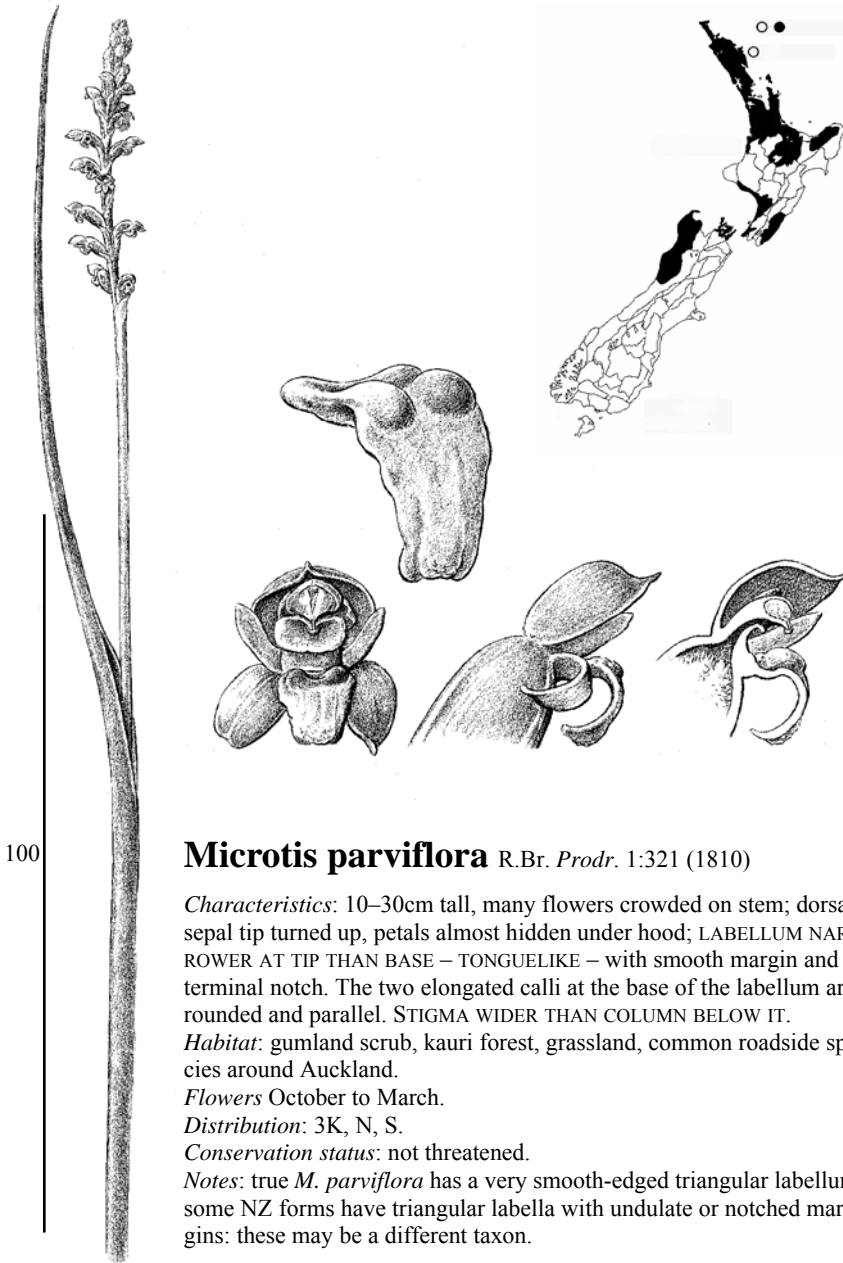 100
Microtis parviflora R.Br. Prodr. 1:321 (1810)
Characteristics: 10–30cm tall, many flowers crowded on stem; dorsa
sepal tip turned up, petals almost hidden under hood; LABELLUM NAR
ROWER AT TIP THAN BASE – TONGUELIKE – with smooth margin and
terminal notch. The two elongated calli at the base of the labellum ar
rounded and parallel. STIGMA WIDER THAN COLUMN BELOW IT.
Habitat: gumland scrub, kauri forest, grassland, common roadside sp
cies around Auckland.
Flowers October to March.
Distribution: 3K, N, S.
Conservation status: not threatened.
Notes: true M. parviflora has a very smooth-edged triangular labellu
some NZ forms have triangular labella with undulate or notched mar
gins: these may be a different taxon.